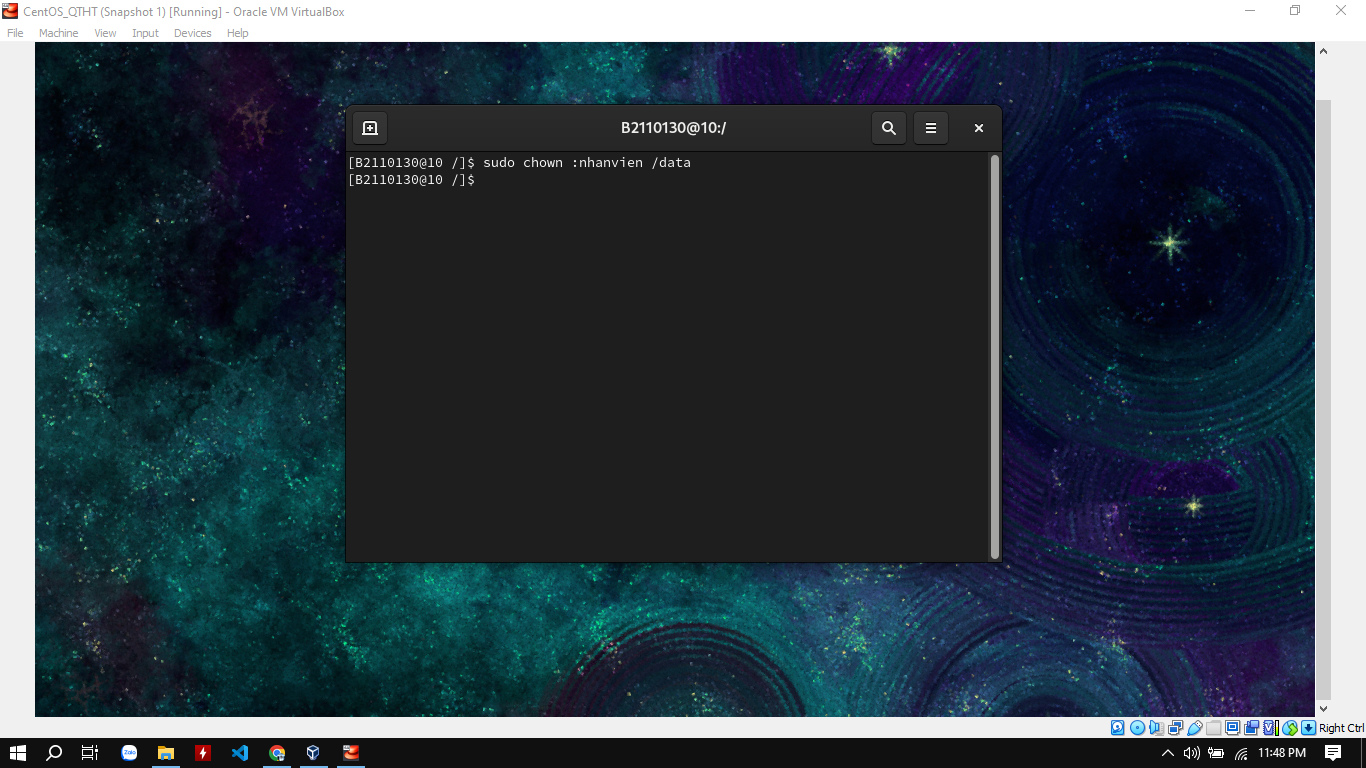 CentOS_QTHT (Snapshot 1) [Running] - Oracle VM VirtualBox
File Machine View Input Devices Help
B2110130@10:/
[B2110130@10 /]$ sudo chown :nhanvien /data
[B2110130@10 /]$
Right Ctrl
Zalo
11:48 PM